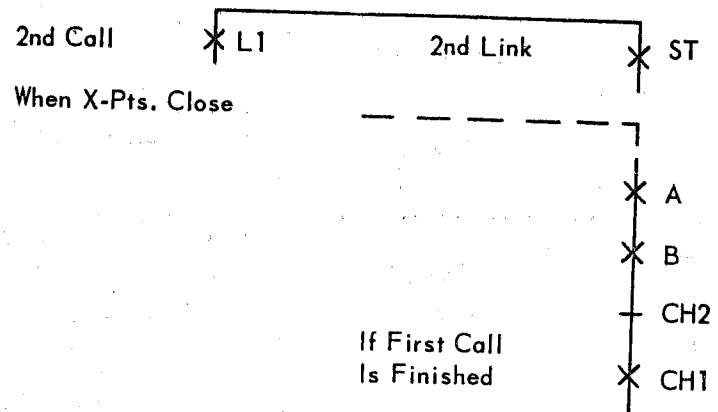 2nd Call
L1
2nd Link
ST
When X-Pts. Close
A
B
CH2
If First Call
Is Finished
CH1